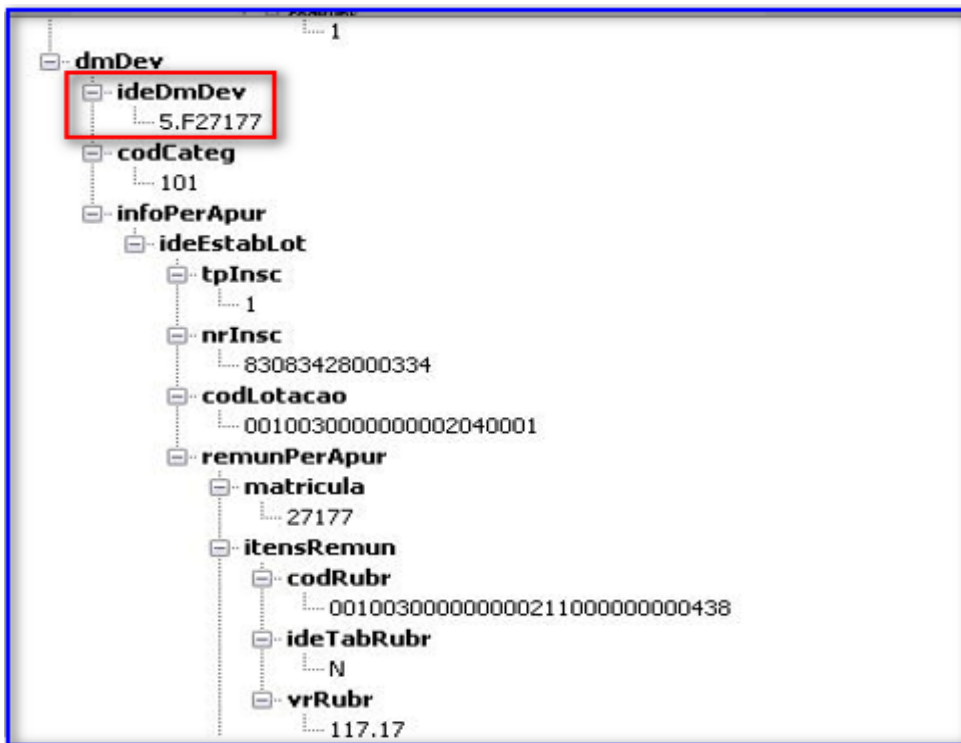 1
dmDev
ideDmDev
5.F27177
codCateg
101
infoPerApur
ideEstabLot
tpInsc
1
nrInsc
83083428000334
codLotacao
0010030000000002040001
remunPerApur
matricula
27177
itensRemun
codRubr
0010030000000000211000000000438
ideTabRubr
N
vrRubr
117.17